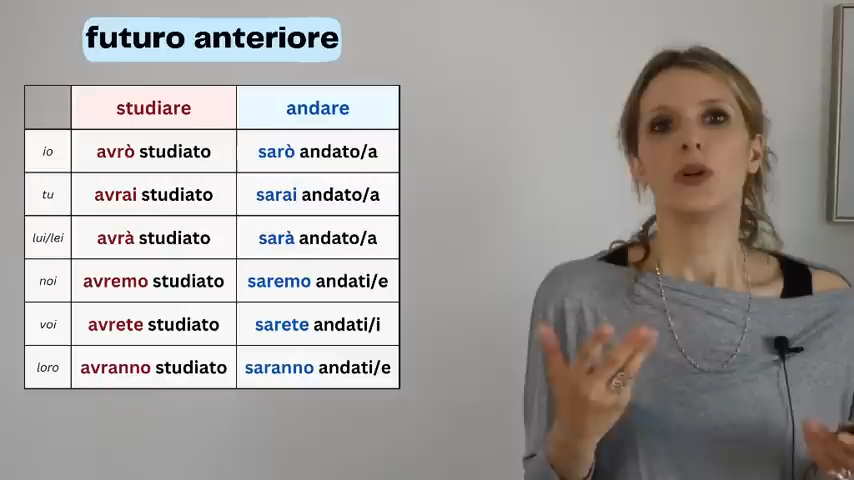 futuro anteriore
studiare andare
io avrò studiato sarò andato/a
tu avrai studiato sarai andato/a
lui/lei avrà studiato sarà andato/a
noi avremo studiato saremo andati/e
voi avrete studiato sarete andati/i
loro avranno studiato saranno andati/e